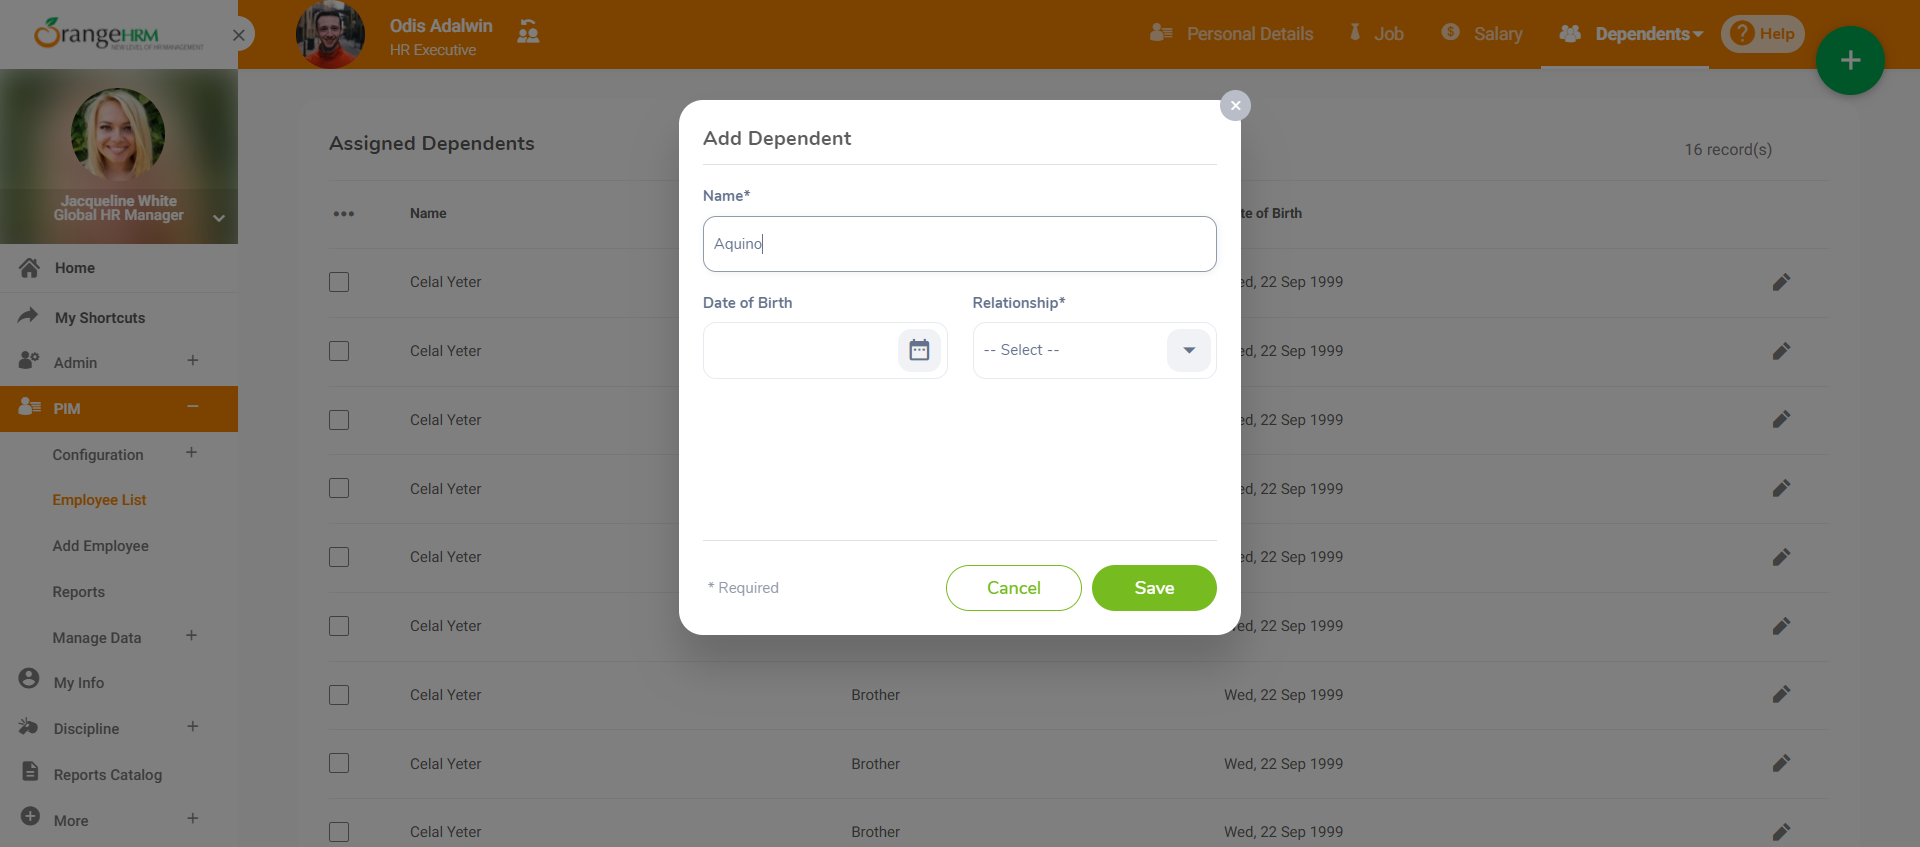 OrangeHRM
NEW LEVEL OF HR MANAGEMENT
Odis Adalwin
HR Executive
Personal Details
Job
Salary
Dependents
Help
Jacqueline White
Global HR Manager
Home
My Shortcuts
Admin
PIM
Configuration
Employee List
Add Employee
Reports
Manage Data
My Info
Discipline
Reports Catalog
More
Assigned Dependents
16 record(s)
Name
te of Birth
Celal Yeter
ed, 22 Sep 1999
Celal Yeter
ed, 22 Sep 1999
Celal Yeter
ed, 22 Sep 1999
Celal Yeter
ed, 22 Sep 1999
Celal Yeter
ed, 22 Sep 1999
Celal Yeter
ed, 22 Sep 1999
Celal Yeter Brother Wed, 22 Sep 1999
Celal Yeter Brother Wed, 22 Sep 1999
Celal Yeter Brother Wed, 22 Sep 1999
Add Dependent
Name*
Aquino
Date of Birth
Relationship*
-- Select --
* Required
Cancel
Save